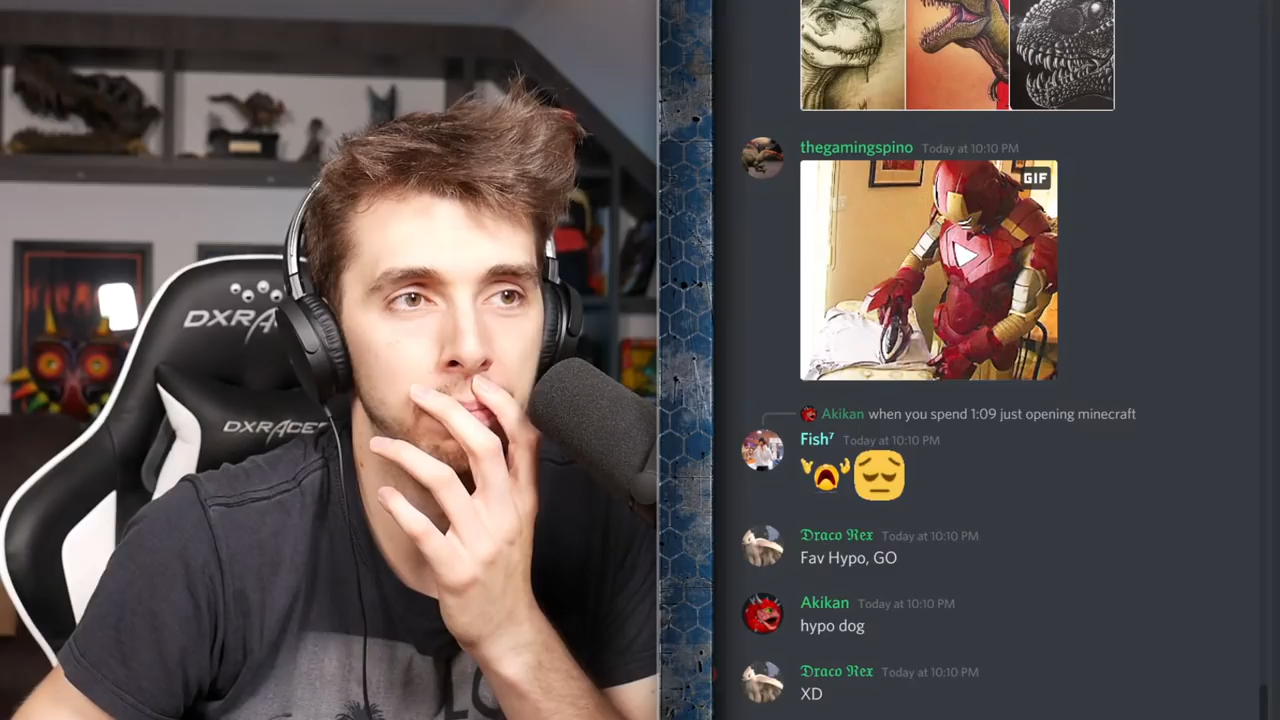 DXRA
DXRACER
thegamingspino Today at 10:10 PM
GIF
Akikan when you spend 1:09 just opening minecraft
Fish⁷ Today at 10:10 PM
Draco Rex Today at 10:10 PM
Fav Hypo, GO
Akikan Today at 10:10 PM
hypo dog
Draco Rex Today at 10:10 PM
XD